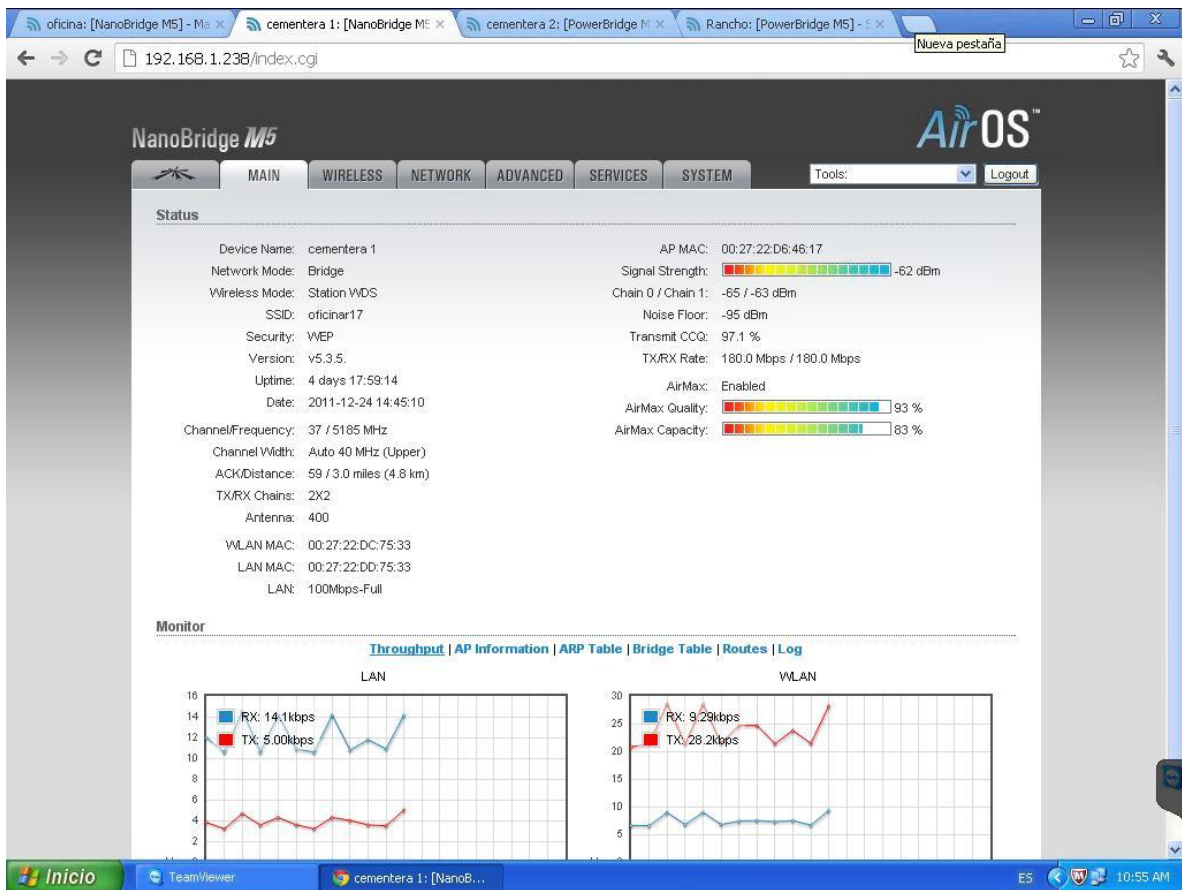 oficina: [NanoBridge M5] - Ma
cementera 1: [NanoBridge M5
cementera 2: [PowerBridge M
Rancho: [PowerBridge M5] - S
Nueva pestaña
192.168.1.238/index.cgi
NanoBridge M5
AirOS™
MAIN WIRELESS NETWORK ADVANCED SERVICES SYSTEM Tools: Logout
Status
Device Name: cementera 1
Network Mode: Bridge
Wireless Mode: Station WDS
SSID: oficinar17
Security: WEP
Version: v5.3.5.
Uptime: 4 days 17:59:14
Date: 2011-12-24 14:45:10
Channel/Frequency: 37 / 5185 MHz
Channel Width: Auto 40 MHz (Upper)
ACK/Distance: 59 / 3.0 miles (4.8 km)
TX/RX Chains: 2X2
Antenna: 400
WLAN MAC: 00:27:22:DC:75:33
LAN MAC: 00:27:22:DD:75:33
LAN: 100Mbps-Full
AP MAC: 00:27:22:D6:46:17
Signal Strength: -62 dBm
Chain 0 / Chain 1: -65 / -63 dBm
Noise Floor: -95 dBm
Transmit CCQ: 97.1 %
TX/RX Rate: 180.0 Mbps / 180.0 Mbps
AirMax: Enabled
AirMax Quality: 93 %
AirMax Capacity: 83 %
Monitor
Throughput | AP Information | ARP Table | Bridge Table | Routes | Log
LAN
16
14
12
10
8
6
4
2
RX: 14.1kbps
TX: 5.00kbps
WLAN
30
25
20
15
10
5
RX: 9.29kbps
TX: 28.2kbps
Inicio
TeamViewer
cementera 1: [NanoB...
ES
10:55 AM